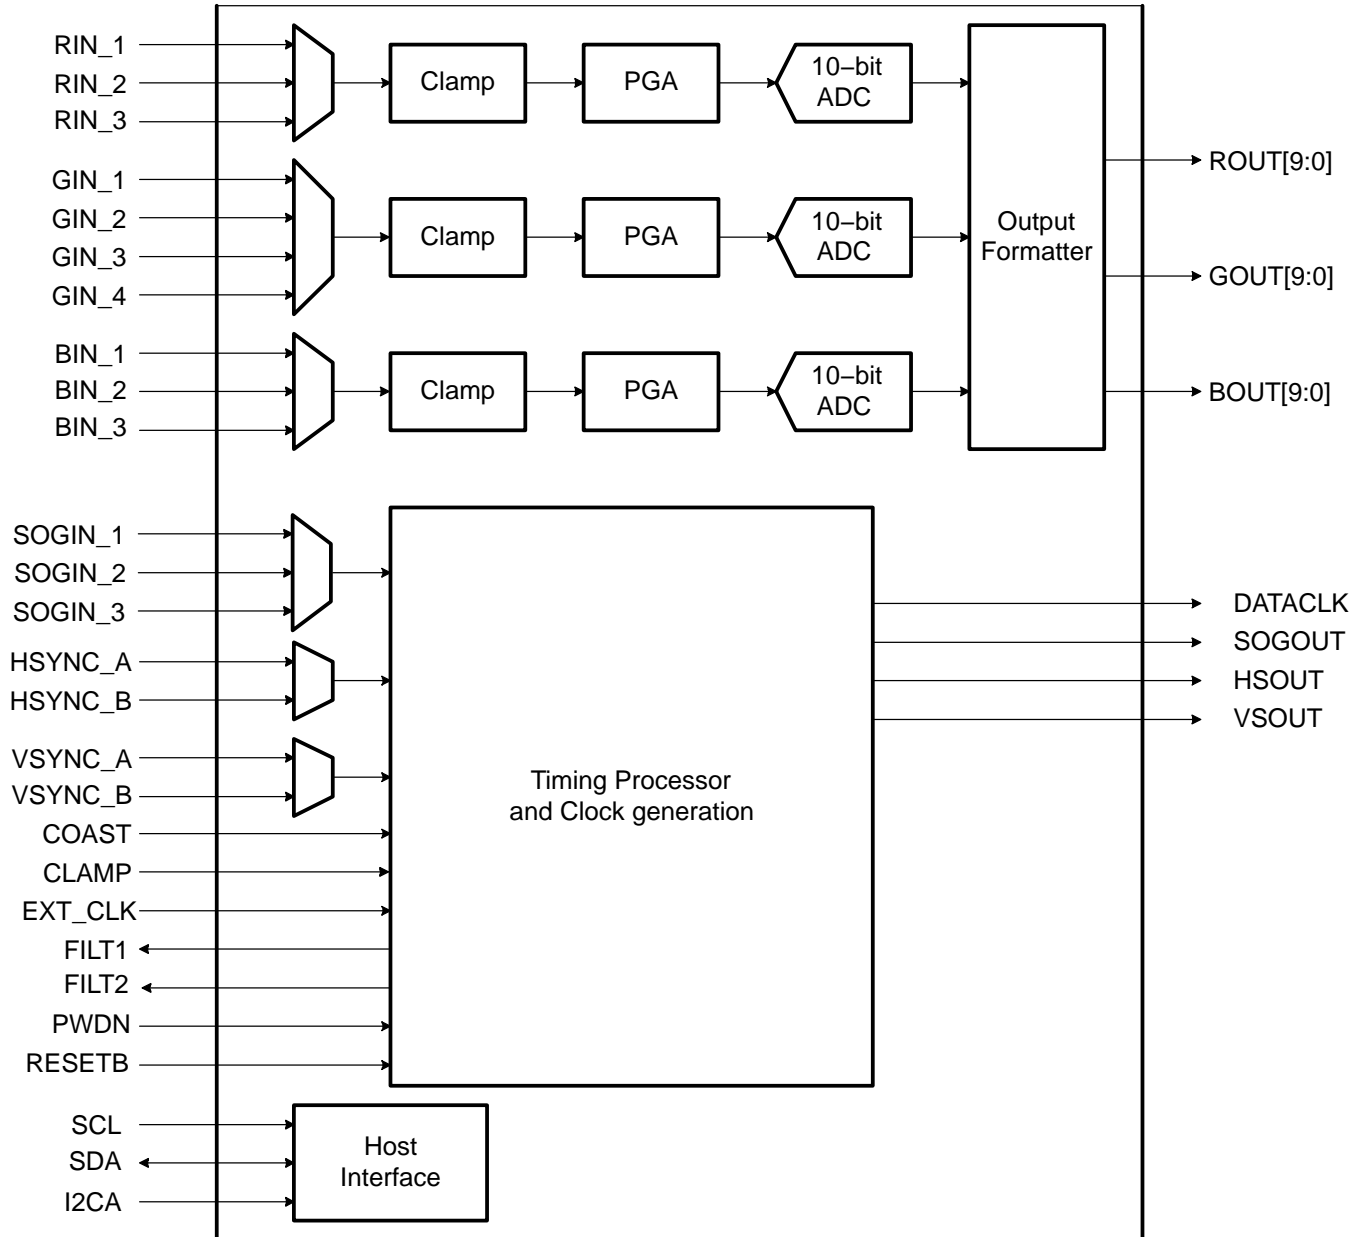 RIN_1
RIN_2
RIN_3
Clamp
PGA
10−bit
ADC
GIN_1
GIN_2
GIN_3
GIN_4
Clamp
PGA
10−bit
ADC
BIN_1
BIN_2
BIN_3
Clamp
PGA
10−bit
ADC
Output
Formatter
ROUT[9:0]
GOUT[9:0]
BOUT[9:0]
SOGIN_1
SOGIN_2
SOGIN_3
HSYNC_A
HSYNC_B
VSYNC_A
VSYNC_B
COAST
CLAMP
EXT_CLK
FILT1
FILT2
PWDN
RESETB
Timing Processor
and Clock generation
DATACLK
SOGOUT
HSOUT
VSOUT
SCL
SDA
I2CA
Host
Interface